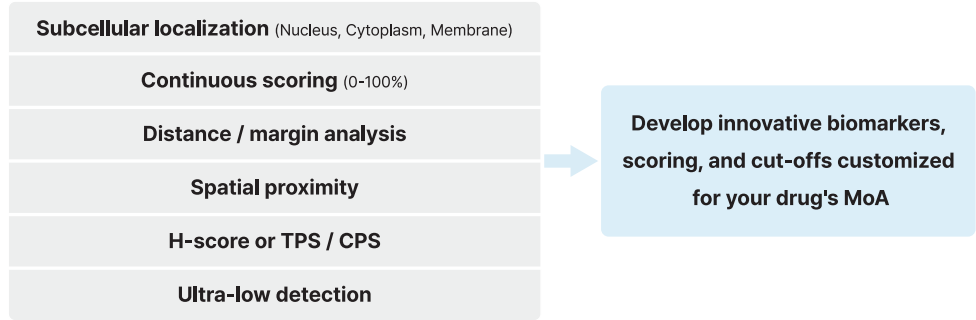 Subcellular localization (Nucleus, Cytoplasm, Membrane)
Continuous scoring (0-100%)
Distance / margin analysis
Spatial proximity
H-score or TPS / CPS
Ultra-low detection
Develop innovative biomarkers,
scoring, and cut-offs customized
for your drug's MoA